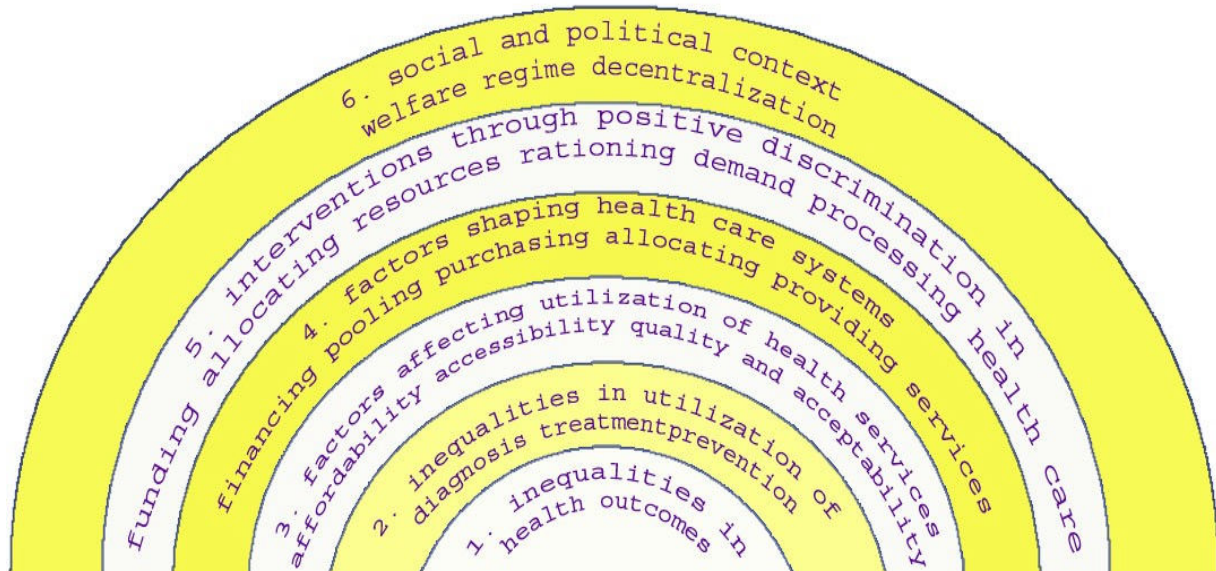 6. social and political context
welfare regime decentralization
5. interventions through positive discrimination in
funding allocating resources rationing demand processing health care
4. factors shaping health care systems
financing pooling purchasing allocating providing services
3. factors affecting utilization of health services
affordability accessibility quality and acceptability
2. inequalities in utilization of
diagnosis treatmentprevention
1. inequalities in
health outcomes